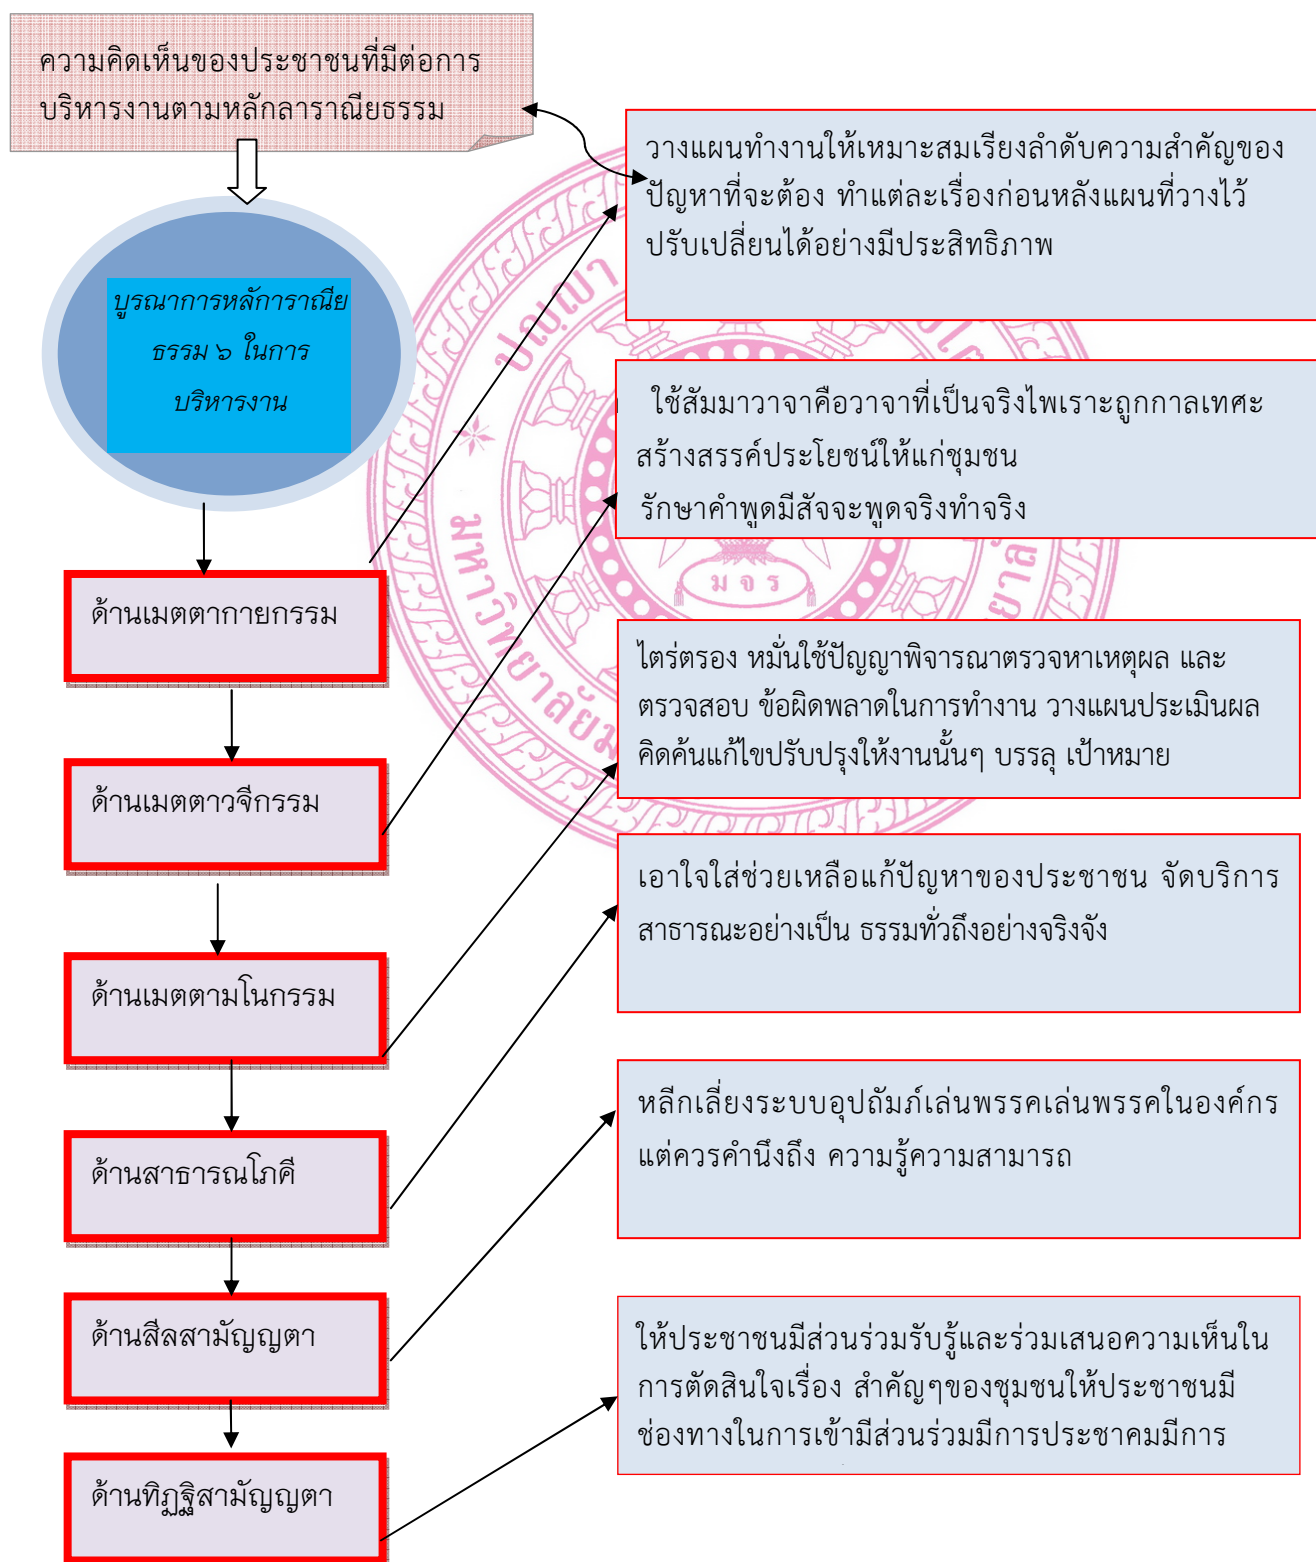 ความคิดเห็นของประชาชนที่มีต่อการ
บริหารงานตามหลักลาราณียธรรม
บูรณาการหลัการาณีย
ธรรม ๖ ในการ
บริหารงาน
ด้านเมตตากายกรรม
ด้านเมตตาวจีกรรม
ด้านเมตตามโนกรรม
ด้านสาธารณโภคี
ด้านสีลสามัญญตา
ด้านทิฏฐิสามัญญตา
วางแผนทำงานให้เหมาะสมเรียงลำดับความสำคัญของ
ปัญหาที่จะต้อง ทำแต่ละเรื่องก่อนหลังแผนที่วางไว้
ปรับเปลี่ยนได้อย่างมีประสิทธิภาพ
ใช้สัมมาวาจาคือวาจาที่เป็นจริงไพเราะถูกกาลเทศะ
สร้างสรรค์ประโยชน์ให้แก่ชุมชน
รักษาคำพูดมีสัจจะพูดจริงทำจริง
ไตร่ตรอง หมั่นใช้ปัญญาพิจารณาตรวจหาเหตุผล และ
ตรวจสอบ ข้อผิดพลาดในการทำงาน วางแผนประเมินผล
คิดค้นแก้ไขปรับปรุงให้งานนั้นๆ บรรลุ เป้าหมาย
เอาใจใส่ช่วยเหลือแก้ปัญหาของประชาชน จัดบริการ
สาธารณะอย่างเป็น ธรรมทั่วถึงอย่างจริงจัง
หลีกเลี่ยงระบบอุปถัมภ์เล่นพรรคเล่นพรรคในองค์กร
แต่ควรคำนึงถึง ความรู้ความสามารถ
ให้ประชาชนมีส่วนร่วมรับรู้และร่วมเสนอความเห็นใน
การตัดสินใจเรื่อง สำคัญๆของชุมชนให้ประชาชนมี
ช่องทางในการเข้ามีส่วนร่วมมีการประชาคมมีการ
ปญฺญา
มจร